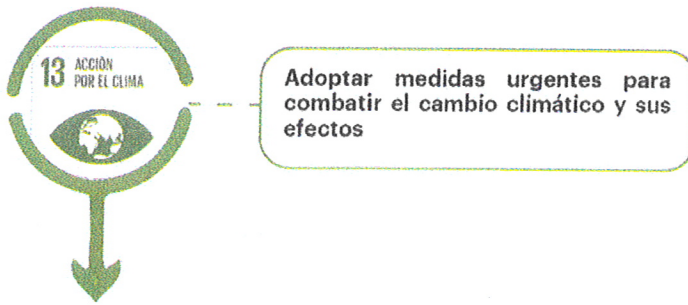 13 ACCIÓN
POR EL CLIMA
Adoptar medidas urgentes para
combatir el cambio climático y sus
efectos